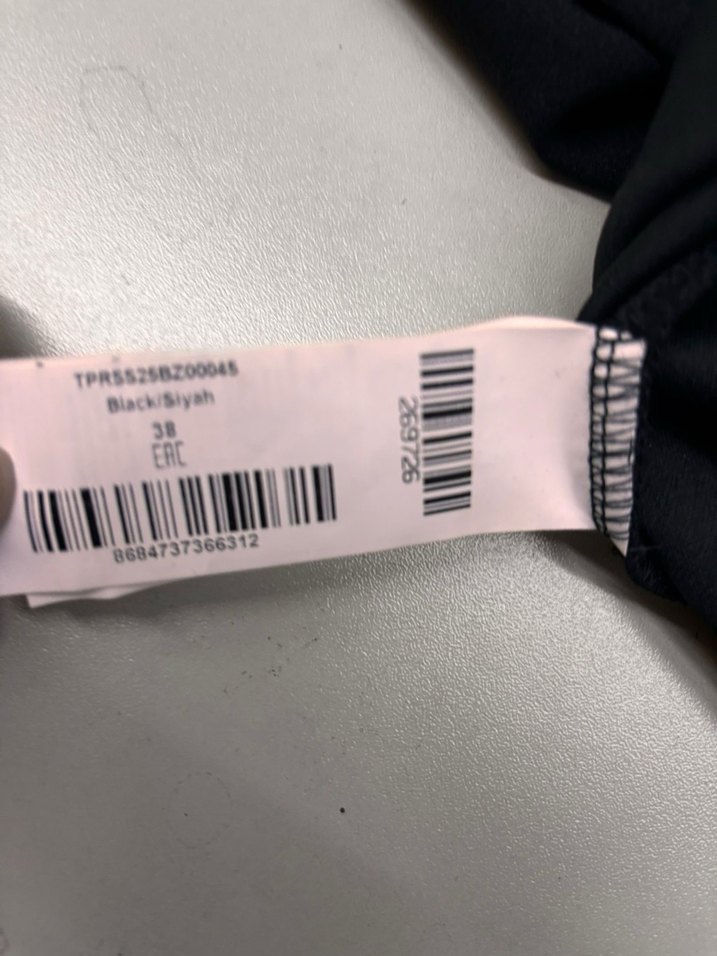 TPRSS25BZ00045
Black/Siyah
38
EAC
8684737366312
269726